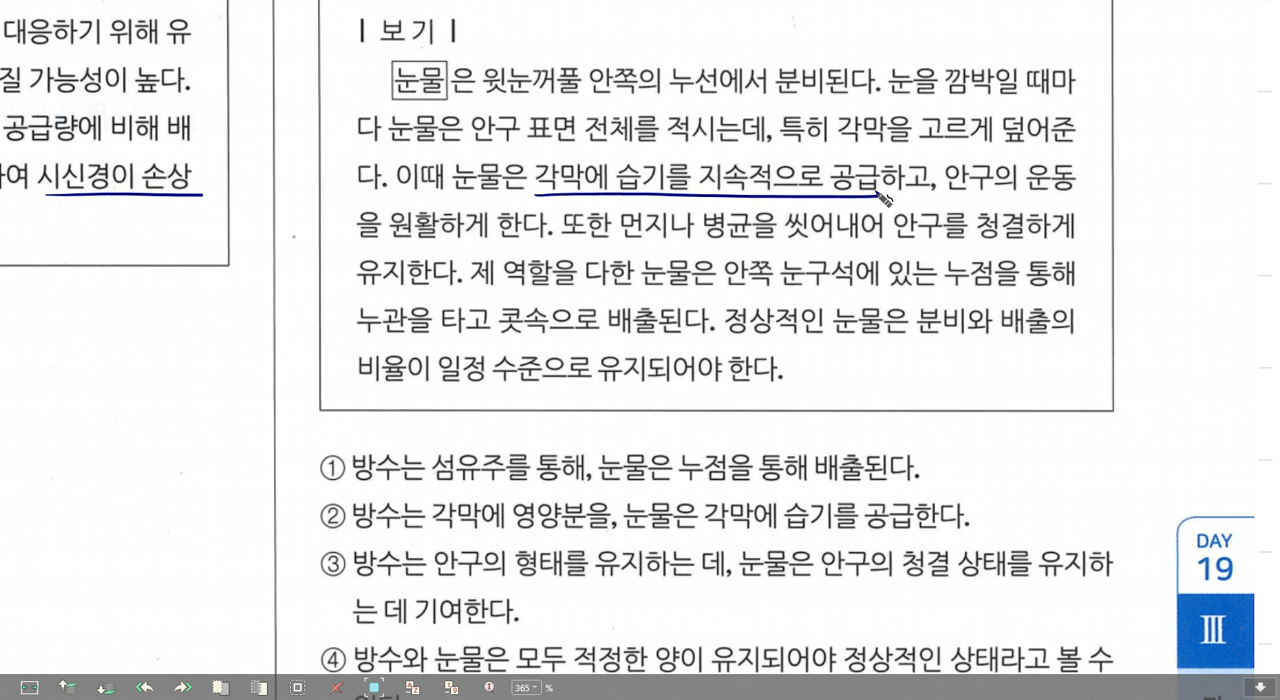 대응하기 위해 유
질 가능성이 높다.
공급량에 비해 배
여 시신경이 손상
| 보기 |
눈물은 윗눈꺼풀 안쪽의 누선에서 분비된다. 눈을 깜박일 때마
다 눈물은 안구 표면 전체를 적시는데, 특히 각막을 고르게 덮어준
다. 이때 눈물은 각막에 습기를 지속적으로 공급하고, 안구의 운동
을 원활하게 한다. 또한 먼지나 병균을 씻어내어 안구를 청결하게
유지한다. 제 역할을 다한 눈물은 안쪽 눈구석에 있는 누점을 통해
누관을 타고 콧속으로 배출된다. 정상적인 눈물은 분비와 배출의
비율이 일정 수준으로 유지되어야 한다.
① 방수는 섬유주를 통해, 눈물은 누점을 통해 배출된다.
② 방수는 각막에 영양분을, 눈물은 각막에 습기를 공급한다.
③ 방수는 안구의 형태를 유지하는 데, 눈물은 안구의 청결 상태를 유지하
는 데 기여한다.
④ 방수와 눈물은 모두 적정한 양이 유지되어야 정상적인 상태라고 볼 수
DAY
19
Ⅲ
365 %